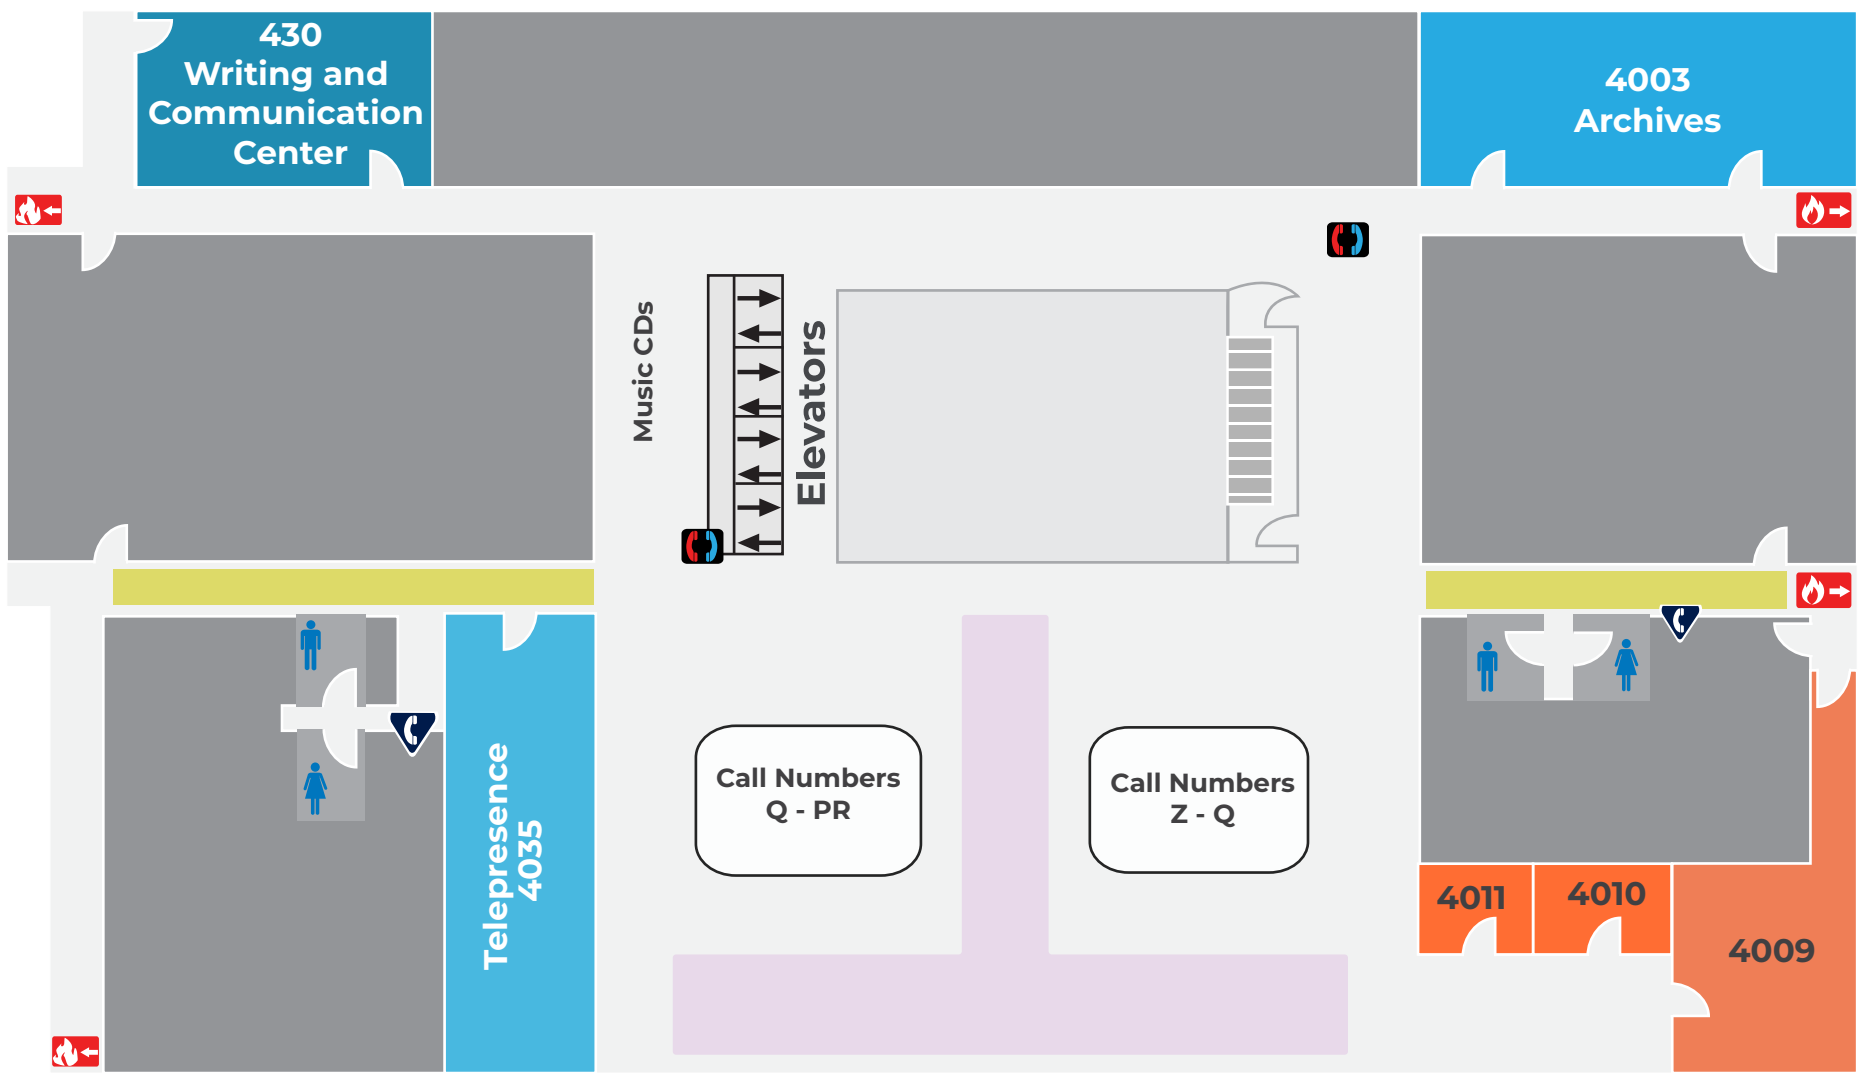 430
Writing and
Communication
Center
4003
Archives
Music CDs
Elevators
Telepresence
4035
Call Numbers
Q - PR
Call Numbers
Z - Q
4011
4010
4009